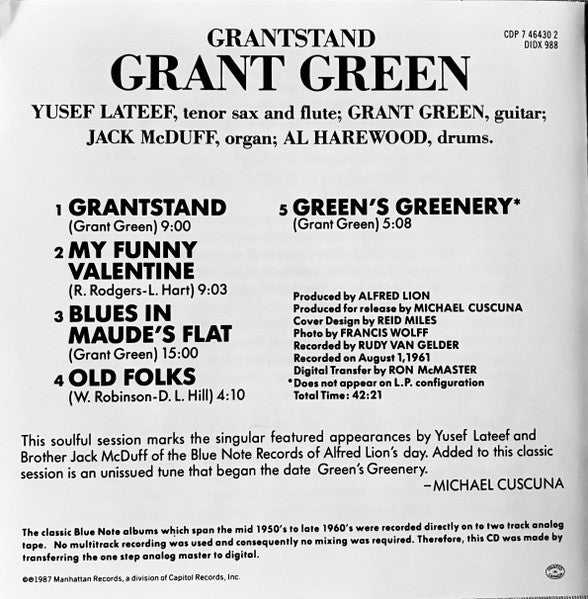 GRANTSTAND
GRANT GREEN
CDP 7 46430 2
DIDX 988
YUSEF LATEEF, tenor sax and flute; GRANT GREEN, guitar;
JACK McDUFF, organ; AL HAREWOOD, drums.
1 GRANTSTAND
(Grant Green) 9:00
2 MY FUNNY
VALENTINE
(R. Rodgers-L. Hart) 9:03
3 BLUES IN
MAUDE'S FLAT
(Grant Green) 15:00
4 OLD FOLKS
(W. Robinson-D. L. Hill) 4:10
5 GREEN'S GREENERY*
(Grant Green) 5:08
Produced by ALFRED LION
Produced for release by MICHAEL CUSCUNA
Cover Design by REID MILES
Photo by FRANCIS WOLFF
Recorded by RUDY VAN GELDER
Recorded on August 1, 1961
Digital Transfer by RON McMASTER
*Does not appear on L.P. configuration
Total Time: 42:21
This soulful session marks the singular featured appearances by Yusef Lateef and
Brother Jack McDuff of the Blue Note Records of Alfred Lion's day. Added to this classic
session is an unissued tune that began the date Green's Greenery.
–MICHAEL CUSCUNA
The classic Blue Note albums which span the mid 1950's to late 1960's were recorded directly on to two track analog
tape. No multitrack recording was used and consequently no mixing was required. Therefore, this CD was made by
transferring the one step analog master to digital.
©℗1987 Manhattan Records, a division of Capitol Records, Inc.